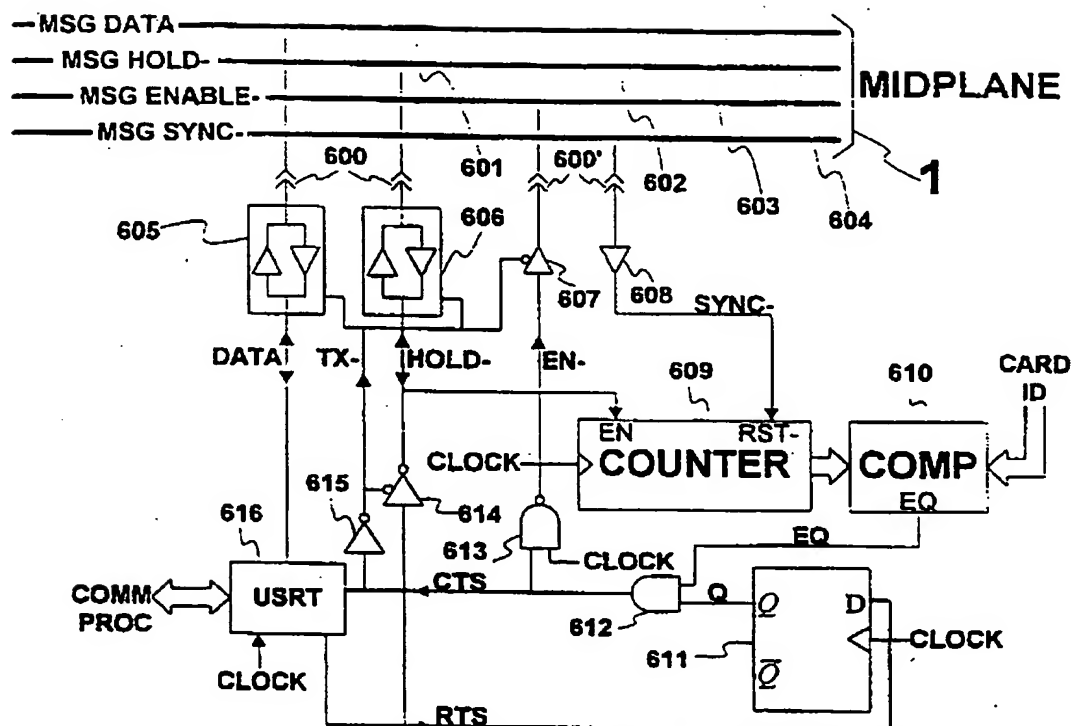 MSG DATA
MSG HOLD-
MSG ENABLE-
MSG SYNC-
MIDPLANE
600
601
600'
602
603
604
1
605
606
607
608
SYNC-
DATA
TX-
HOLD-
EN-
609
610
CARD
ID
EN
RST-
CLOCK
COUNTER
COMP
EQ
615
614
616
613
CLOCK
EQ
COMM
PROC
USRT
CTS
612
Q
Q
D
611
CLOCK
Q̅
CLOCK
RTS